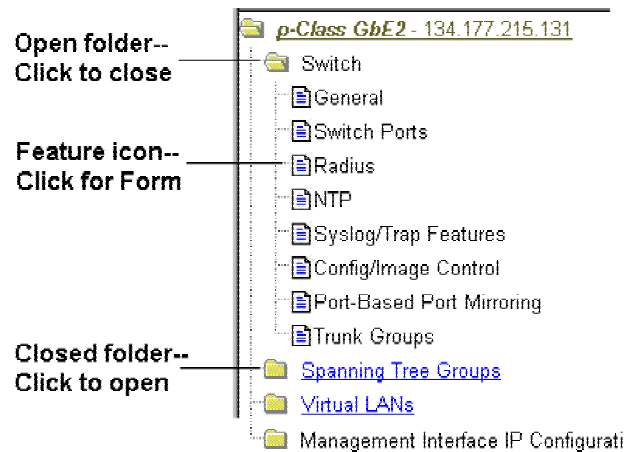 p-Class GbE2 - 134.177.215.131
Open folder--
Click to close
Switch
General
Switch Ports
Feature icon--
Click for Form
Radius
NTP
Syslog/Trap Features
Config/Image Control
Port-Based Port Mirroring
Trunk Groups
Closed folder--
Click to open
Spanning Tree Groups
Virtual LANs
Management Interface IP Configurati